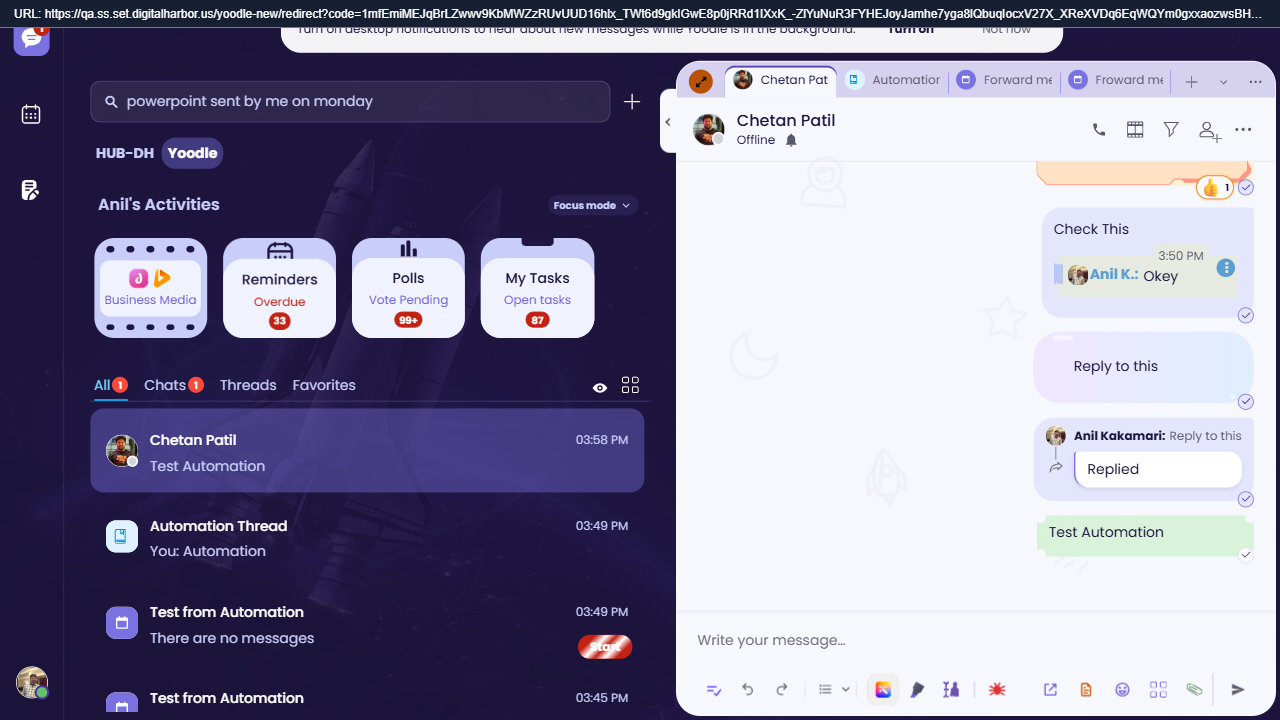 URL: https://qa.ss.set.digitalharbor.us/yoodle-new/redirect?code=1mfEmiMEJqBrLZwwv9KbMWZzRUvUUD16hIx_TWt6d9gklGwE8p0jRRd1IXxK_-ZlYuNuR3FYHEJoyJamhe7yga8lQbuqlocxV27X_XReXVDq6EqWQYm0gxxaozwsBH...
Turn on desktop notifications to hear about new messages while Yoodle is in the background. Turn on Not now
1
powerpoint sent by me on monday
HUB-DH Yoodle
Anil's Activities
Focus mode
Business Media
Reminders
Overdue
33
Polls
Vote Pending
99+
My Tasks
Open tasks
87
All 1 Chats 1 Threads Favorites
Chetan Patil 03:58 PM
Test Automation
Automation Thread 03:49 PM
You: Automation
Test from Automation 03:49 PM
There are no messages
Start
Test from Automation 03:45 PM
Chetan Pat Automation Forward me Froward me
Chetan Patil
Offline
👍 1
Check This
3:50 PM
Anil K.: Okey
Reply to this
Anil Kakamari: Reply to this
Replied
Test Automation
Write your message...